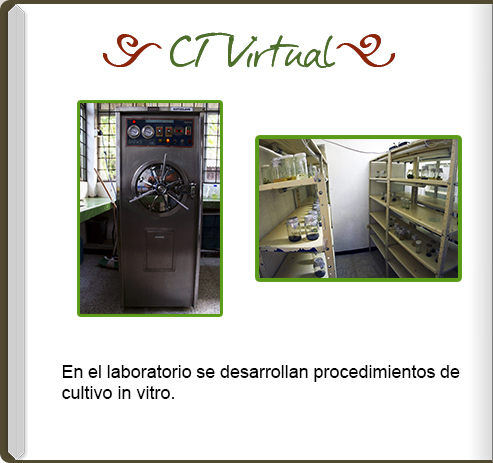 CT Virtual
En el laboratorio se desarrollan procedimientos de
cultivo in vitro.